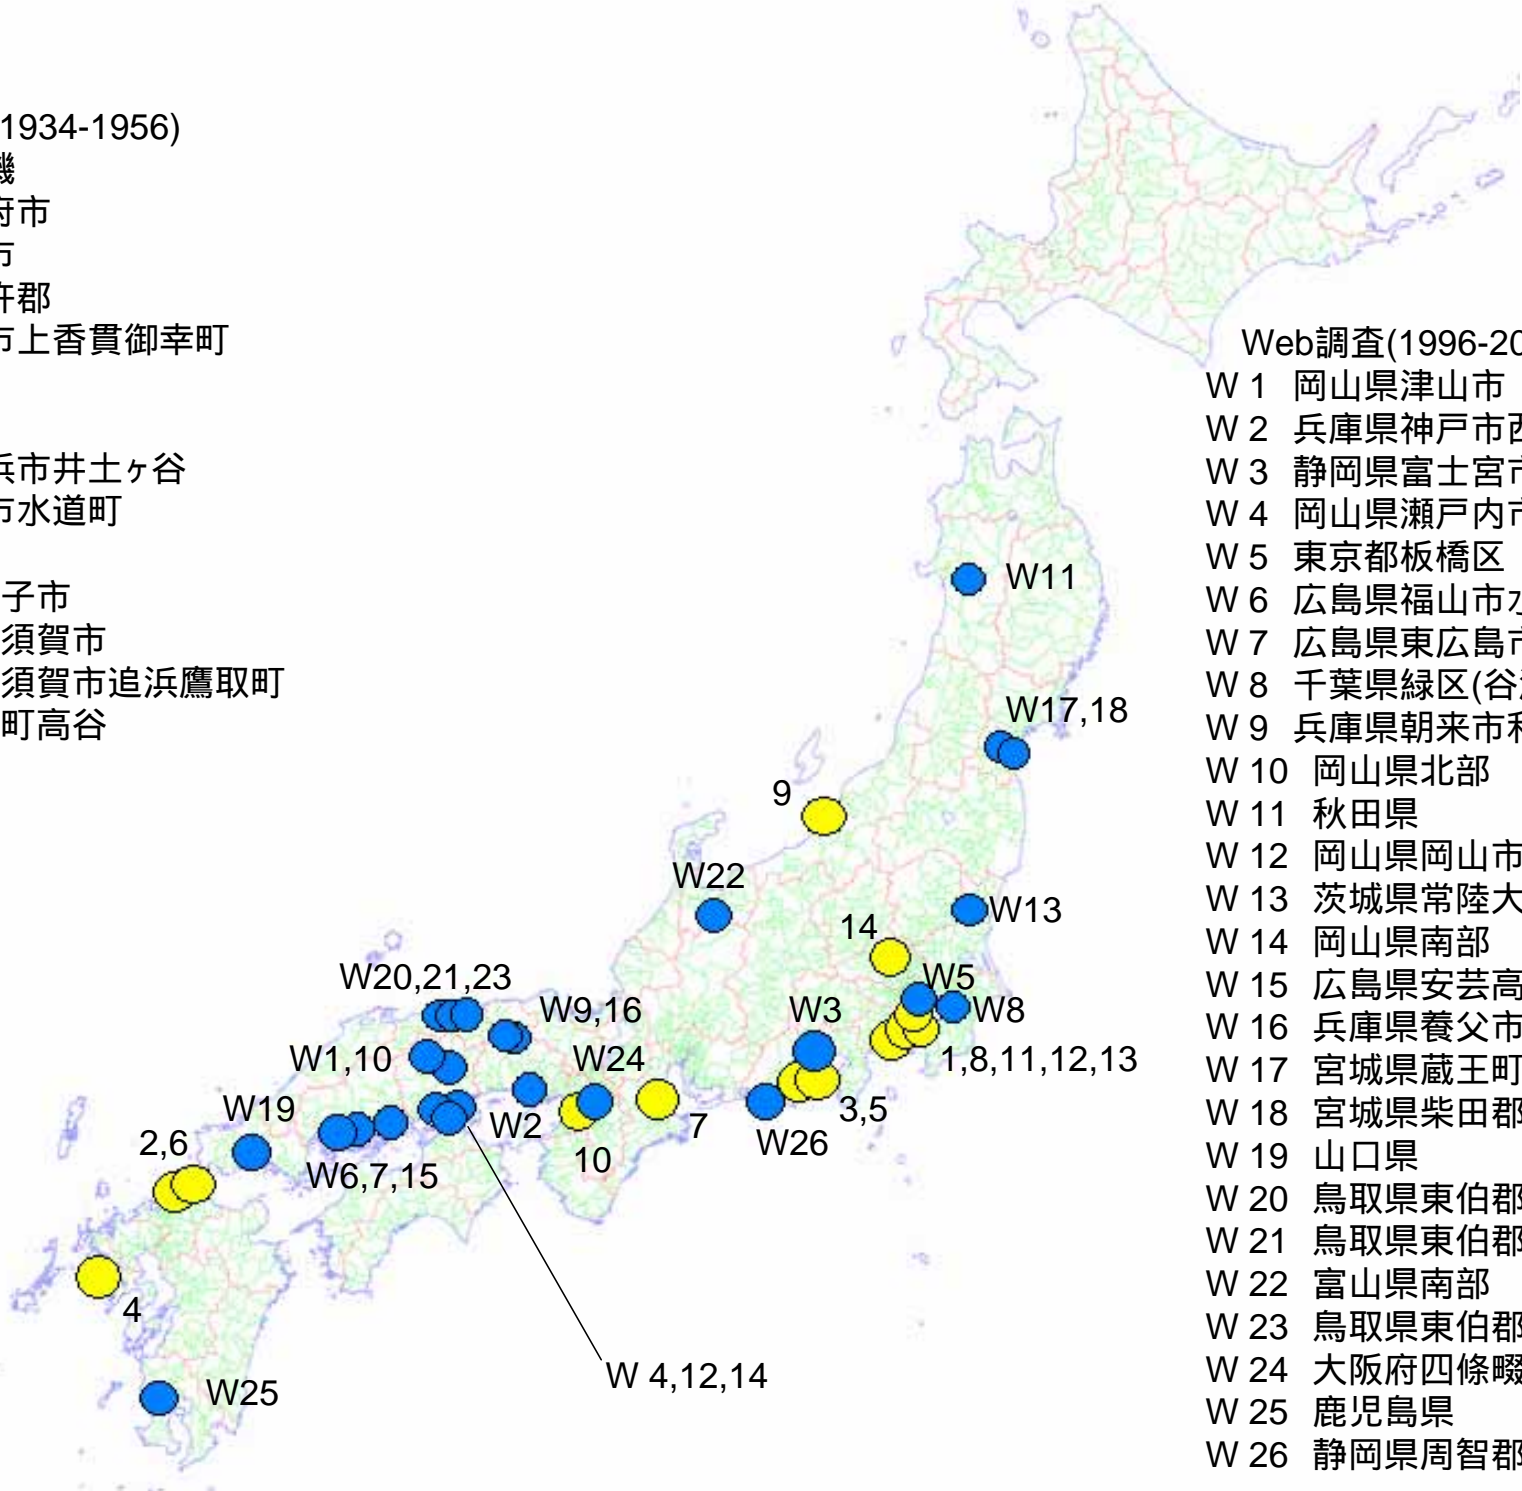 1934-1956)
機
府市
市
杵郡
市上香貫御幸町
浜市井土ヶ谷
市水道町
子市
須賀市
須賀市追浜鷹取町
町高谷
Web調査(1996-20
W 1 岡山県津山市
W 2 兵庫県神戸市西
W 3 静岡県富士宮市
W 4 岡山県瀬戸内市
W 5 東京都板橋区
W 6 広島県福山市
W 7 広島県東広島市
W 8 千葉県緑区(谷
W 9 兵庫県朝来市和
W 10 岡山県北部
W 11 秋田県
W 12 岡山県岡山市
W 13 茨城県常陸大
W 14 岡山県南部
W 15 広島県安芸高
W 16 兵庫県養父市
W 17 宮城県蔵王町
W 18 宮城県柴田郡
W 19 山口県
W 20 鳥取県東伯郡
W 21 鳥取県東伯郡
W 22 富山県南部
W 23 鳥取県東伯郡
W 24 大阪府四條畷
W 25 鹿児島県
W 26 静岡県周智郡
W11
W17,18
9
W22
W13
14
W20,21,23
W5
W9,16
W3
W8
W1,10
W24
1,8,11,12,13
W19
W2
7
3,5
2,6
W26
W6,7,15
10
4
W 4,12,14
W25